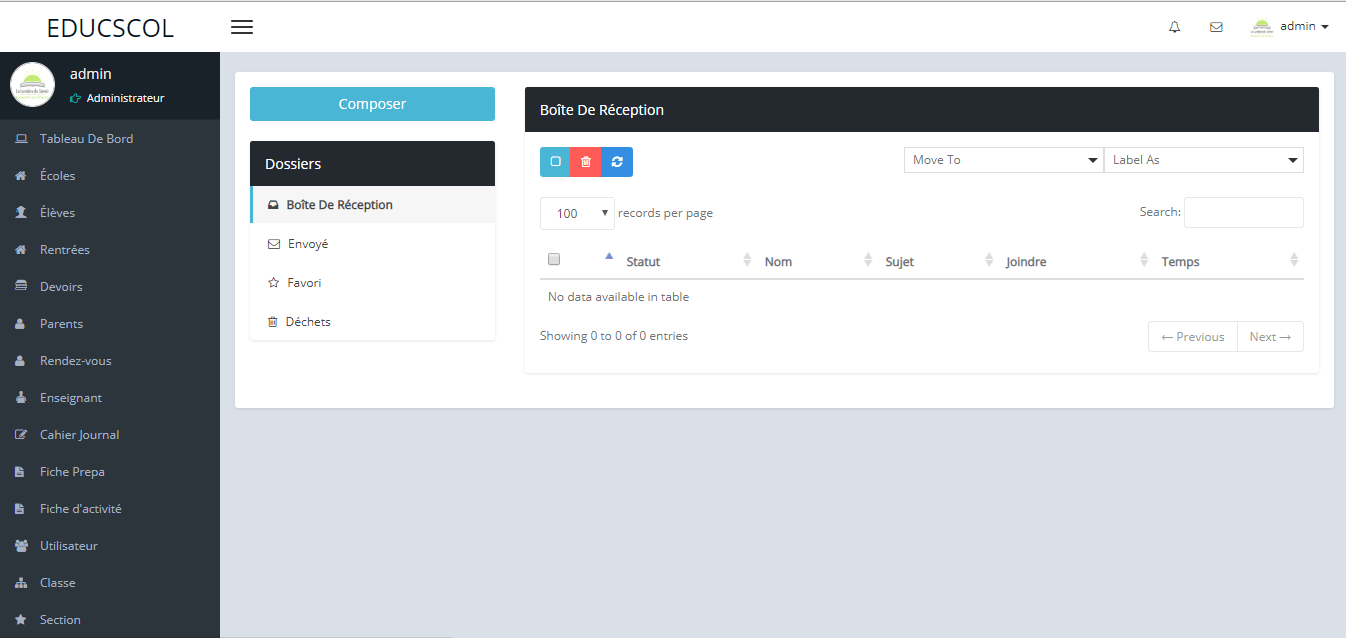 EDUCSCOL
admin
admin
Administrateur
Tableau De Bord
Écoles
Élèves
Rentrées
Devoirs
Parents
Rendez-vous
Enseignant
Cahier Journal
Fiche Prepa
Fiche d'activité
Utilisateur
Classe
Section
Composer
Dossiers
Boîte De Réception
Envoyé
Favori
Déchets
Boîte De Réception
Move To
Label As
100 records per page
Search:
Statut Nom Sujet Joindre Temps
No data available in table
Showing 0 to 0 of 0 entries
← Previous Next →